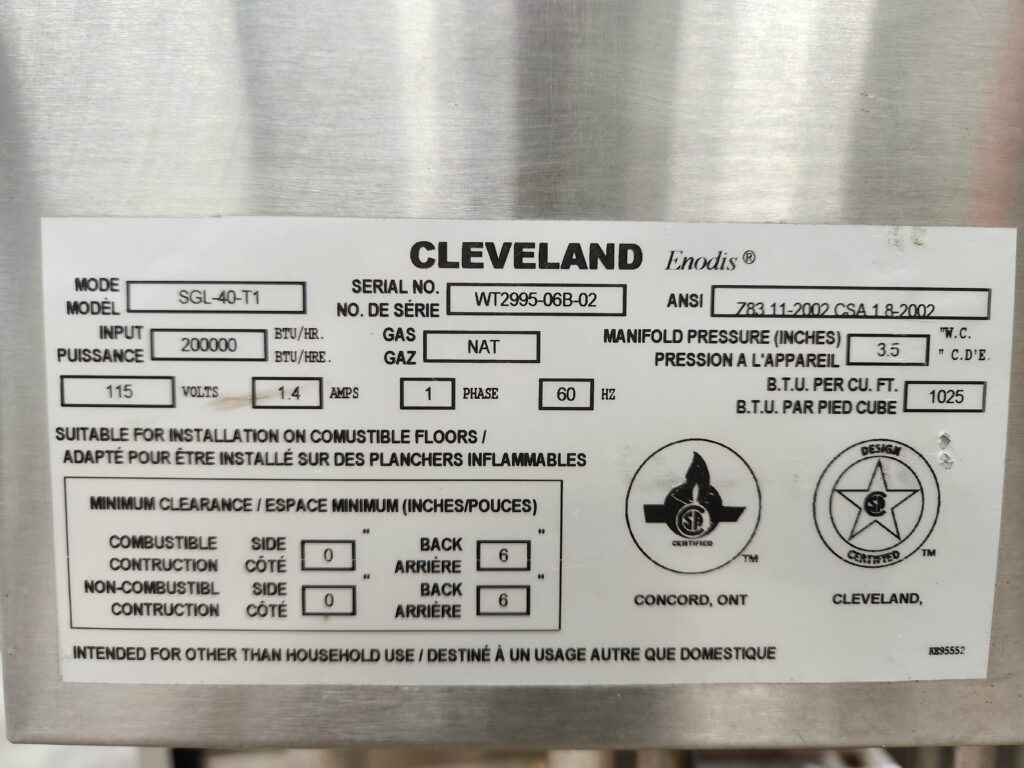 CLEVELAND Enodis®
MODE
MODÈL
SGL-40-T1
SERIAL NO.
NO. DE SÉRIE
WT2995-06B-02
ANSI
Z83.11-2002 CSA 1.8-2002
INPUT
PUISSANCE
200000
BTU/HR.
BTU/HRE.
GAS
GAZ
NAT
MANIFOLD PRESSURE (INCHES)
PRESSION A L'APPAREIL
3.5
"W.C.
" C.D'E.
115 VOLTS 1.4 AMPS 1 PHASE 60 HZ
B.T.U. PER CU. FT.
B.T.U. PAR PIED CUBE
1025
SUITABLE FOR INSTALLATION ON COMUSTIBLE FLOORS /
ADAPTÉ POUR ÊTRE INSTALLÉ SUR DES PLANCHERS INFLAMMABLES
MINIMUM CLEARANCE / ESPACE MINIMUM (INCHES/POUCES)
COMBUSTIBLE
CONTRUCTION
SIDE
CÔTÉ
0 "
BACK
ARRIÈRE
6 "
NON-COMBUSTIBL
CONTRUCTION
SIDE
CÔTÉ
0 "
BACK
ARRIÈRE
6 "
SA
CERTIFIED
TM
CONCORD, ONT
DESIGN
SA
CERTIFIED
TM
CLEVELAND,
INTENDED FOR OTHER THAN HOUSEHOLD USE / DESTINÉ À UN USAGE AUTRE QUE DOMESTIQUE
KE95552